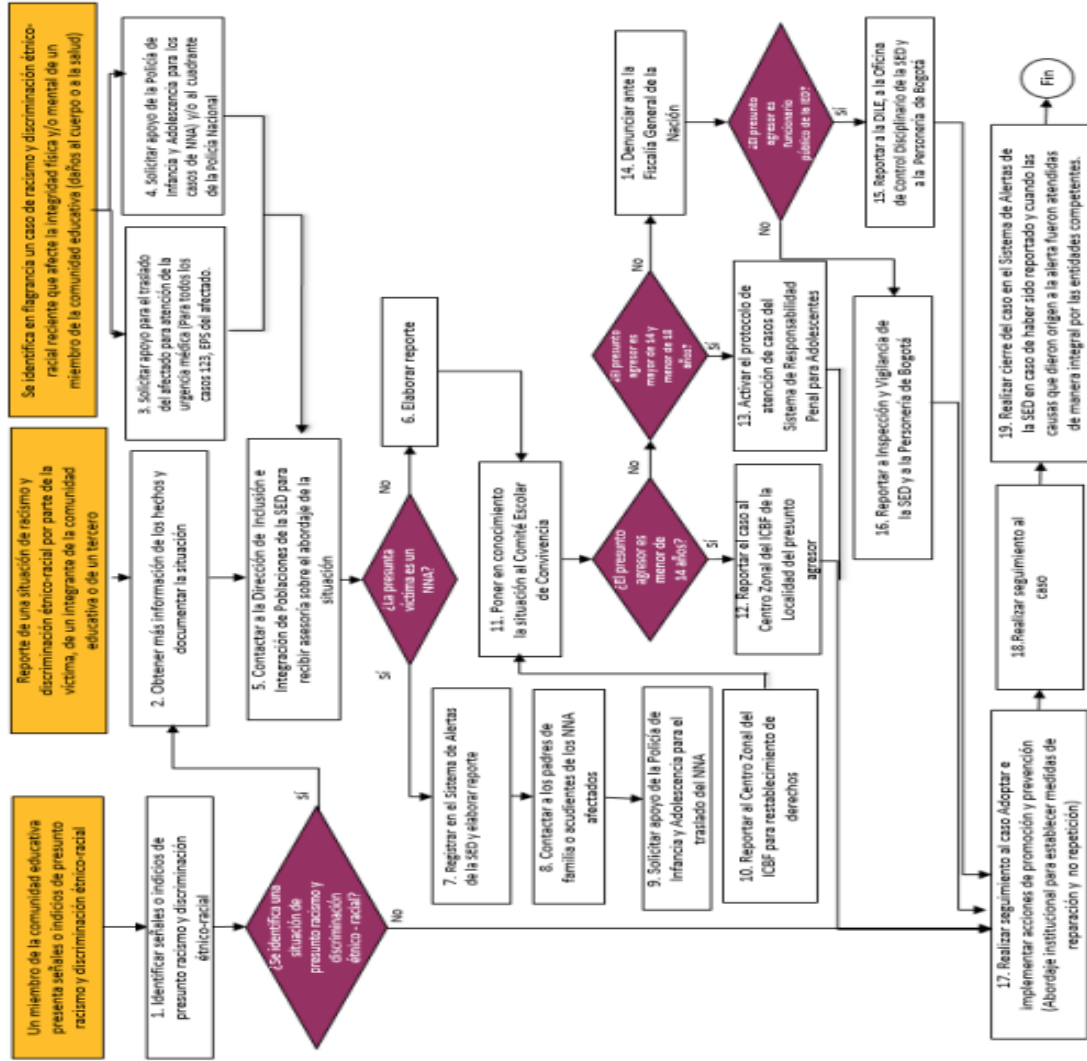 Un miembro de la comunidad educativa
presenta señales o indicios de presunto
racismo y discriminación étnico-racial
1. Identificar señales o indicios de
presunto racismo y discriminación
étnico-racial
¿Se identifica una
situación de
presunto racismo y
discriminación
étnico - racial?
Sí
No
Reporte de una situación de racismo y
discriminación étnico-racial por parte de la
víctima, de un integrante de la comunidad
educativa o de un tercero
2. Obtener más información de los hechos y
documentar la situación
Se identifica en flagrancia un caso de racismo y discriminación étnico-
racial reciente que afecte la integridad física y/o mental de un
miembro de la comunidad educativa (daños al cuerpo o a la salud)
3. Solicitar apoyo para el traslado
del afectado para atención de la
urgencia médica (Para todos los
casos 123, EPS del afectado.
4. Solicitar apoyo de la Policía de
Infancia y Adolescencia para los
casos de NNA) y/o al cuadrante
de la Policía Nacional
5. Contactar a la Dirección de Inclusión e
Integración de Poblaciones de la SED para
recibir asesoría sobre el abordaje de la
situación
¿La presunta
víctima es un
NNA?
Sí
No
6. Elaborar reporte
7. Registrar en el Sistema de Alertas
de la SED y elaborar reporte
8. Contactar a los padres de
familia o acudientes de los NNA
afectados
9. Solicitar apoyo de la Policía de
Infancia y Adolescencia para el
traslado del NNA
10. Reportar al Centro Zonal del
ICBF para restablecimiento de
derechos
11. Poner en conocimiento
la situación al Comité Escolar
de Convivencia
¿El presunto
agresor es
menor de
14 años?
Sí
No
12. Reportar el caso al
Centro Zonal del ICBF de la
Localidad del presunto
agresor
¿El presunto
agresor es
mayor de 14 y
menor de 18
años?
Sí
No
13. Activar el protocolo de
atención de casos del
Sistema de Responsabilidad
Penal para Adolescentes
14. Denunciar ante la
Fiscalía General de la
Nación
¿El presunto
agresor es
funcionario
público de la IED?
No
Sí
15. Reportar a la DILE, a la Oficina
de Control Disciplinario de la SED y
a la Personería de Bogotá
16. Reportar a Inspección y Vigilancia de
la SED y a la Personería de Bogotá
17. Realizar seguimiento al caso Adoptar e
implementar acciones de promoción y prevención
(Abordaje institucional para establecer medidas de
reparación y no repetición)
18.Realizar seguimiento al
caso
19. Realizar cierre del caso en el Sistema de Alertas de
la SED en caso de haber sido reportado y cuando las
causas que dieron origen a la alerta fueron atendidas
de manera integral por las entidades competentes.
Fin